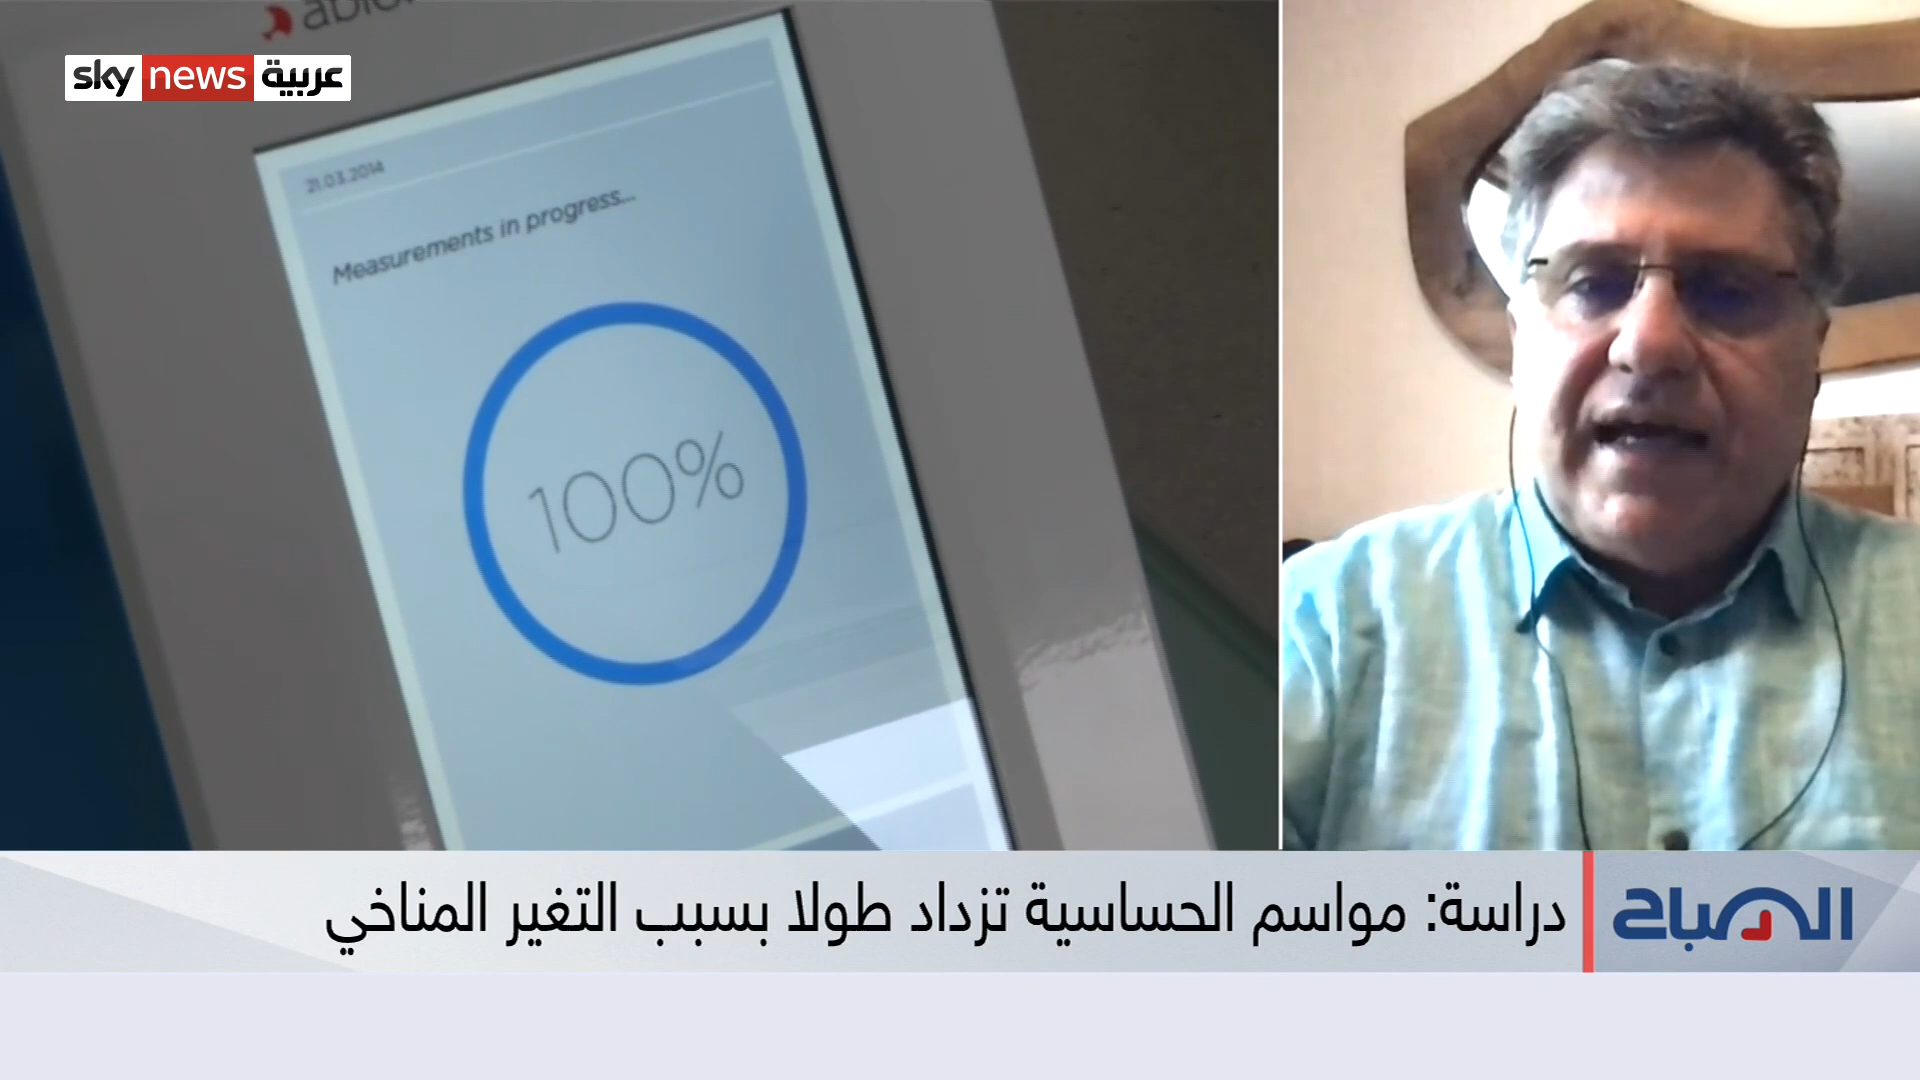 sky news عربية
21.03.2014
Measurements in progress...
100%
دراسة: مواسم الحساسية تزداد طولا بسبب التغير المناخي
الصباح